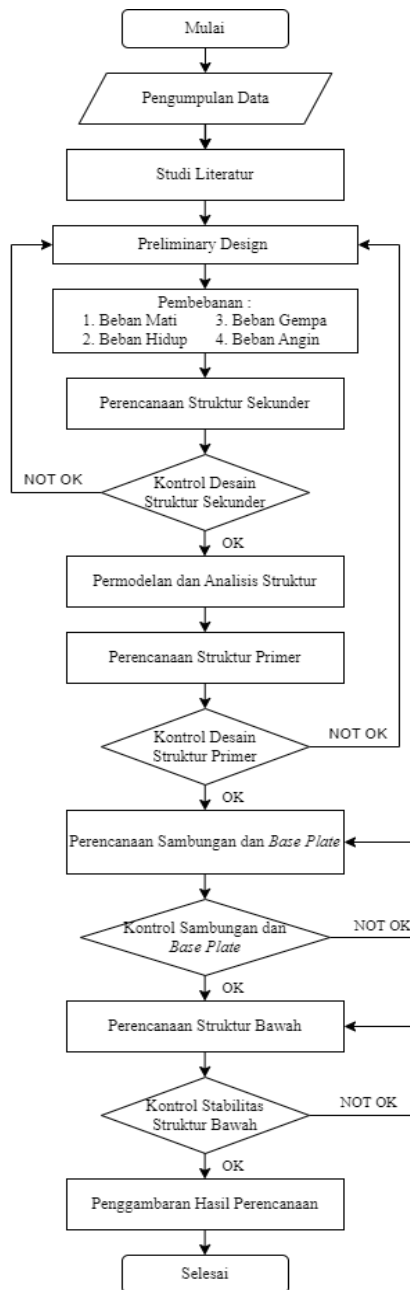 Mulai
Pengumpulan Data
Studi Literatur
Preliminary Design
Pembebanan :
1. Beban Mati 3. Beban Gempa
2. Beban Hidup 4. Beban Angin
Perencanaan Struktur Sekunder
NOT OK
Kontrol Desain
Struktur Sekunder
OK
Permodelan dan Analisis Struktur
Perencanaan Struktur Primer
Kontrol Desain
Struktur Primer
NOT OK
OK
Perencanaan Sambungan dan Base Plate
Kontrol Sambungan dan
Base Plate
NOT OK
OK
Perencanaan Struktur Bawah
Kontrol Stabilitas
Struktur Bawah
NOT OK
OK
Penggambaran Hasil Perencanaan
Selesai